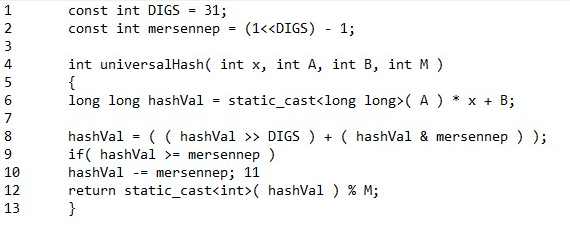 1 const int DIGS = 31;
2 const int mersennep = (1<<DIGS) - 1;
3
4 int universalHash( int x, int A, int B, int M )
5 {
6 long long hashVal = static_cast<long long>( A ) * x + B;
7
8 hashVal = ( ( hashVal >> DIGS ) + ( hashVal & mersennep ) );
9 if( hashVal >= mersennep )
10 hashVal -= mersennep; 11
12 return static_cast<int>( hashVal ) % M;
13 }